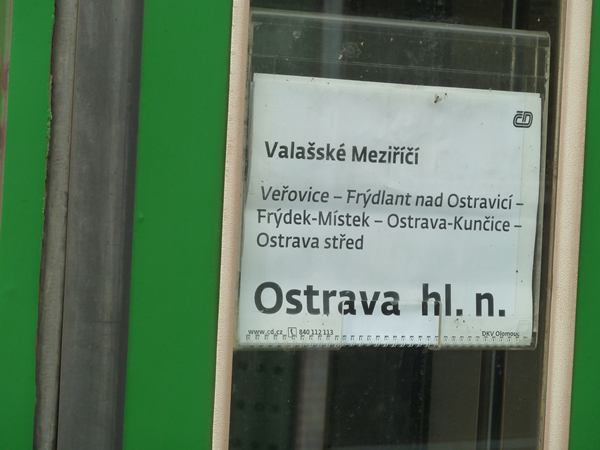 ČD
Valašské Meziříčí
Veřovice – Frýdlant nad Ostravicí –
Frýdek-Místek – Ostrava-Kunčice –
Ostrava střed
Ostrava hl. n.
www.cd.cz 840 112 113 DKV Olomouc